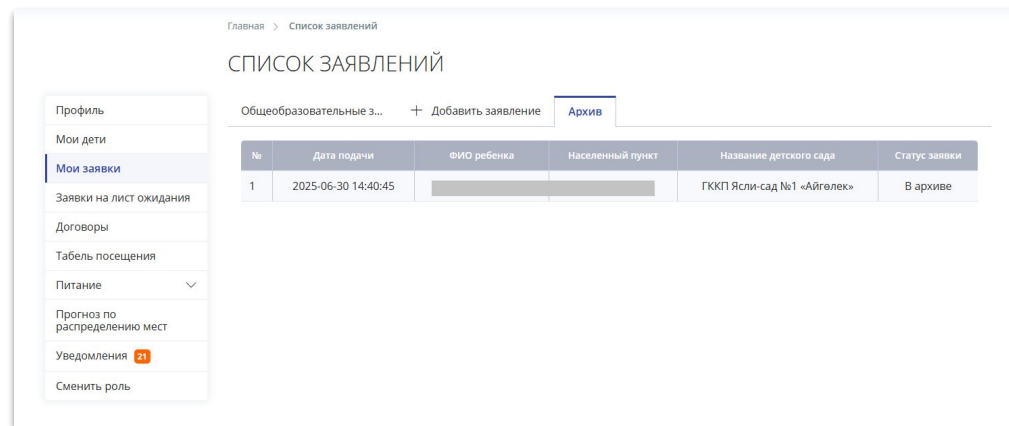 Главная > Список заявлений
СПИСОК ЗАЯВЛЕНИЙ
Профиль
Мои дети
Мои заявки
Заявки на лист ожидания
Договоры
Табель посещения
Питание
Прогноз по
распределению мест
Уведомления 21
Сменить роль
Общеобразовательные з... + Добавить заявление Архив
№ Дата подачи ФИО ребенка Населенный пункт Название детского сада Статус заявки
1 2025-06-30 14:40:45 ГККП Ясли-сад №1 «Айгөлек» В архиве